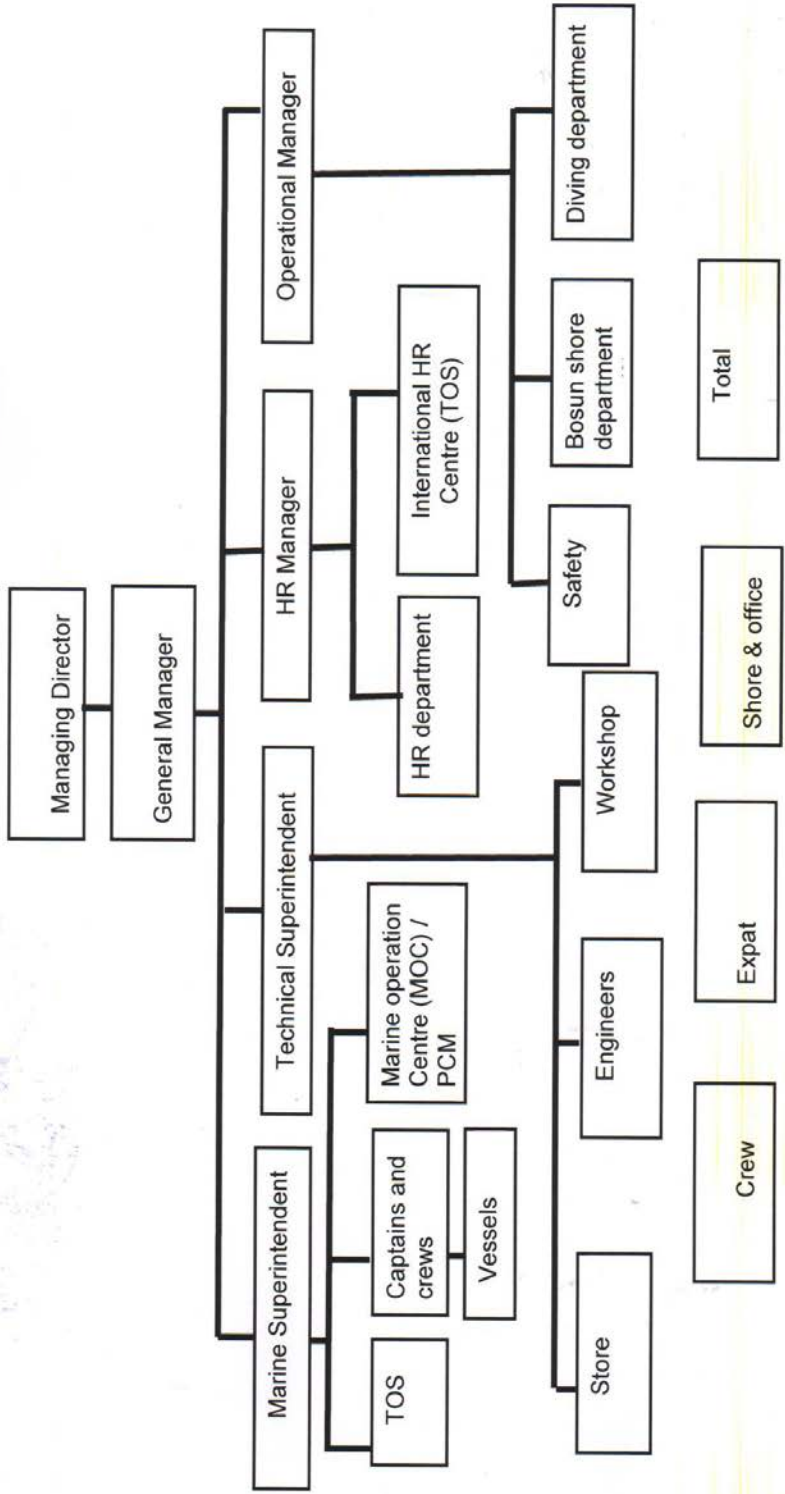 Managing Director
General Manager
Marine Superintendent
Technical Superintendent
HR Manager
Operational Manager
TOS
Captains and
crews
Marine operation
Centre (MOC) /
PCM
HR department
International HR
Centre (TOS)
Vessels
Store
Engineers
Workshop
Safety
Bosun shore
department
Diving department
Crew
Expat
Shore & office
Total